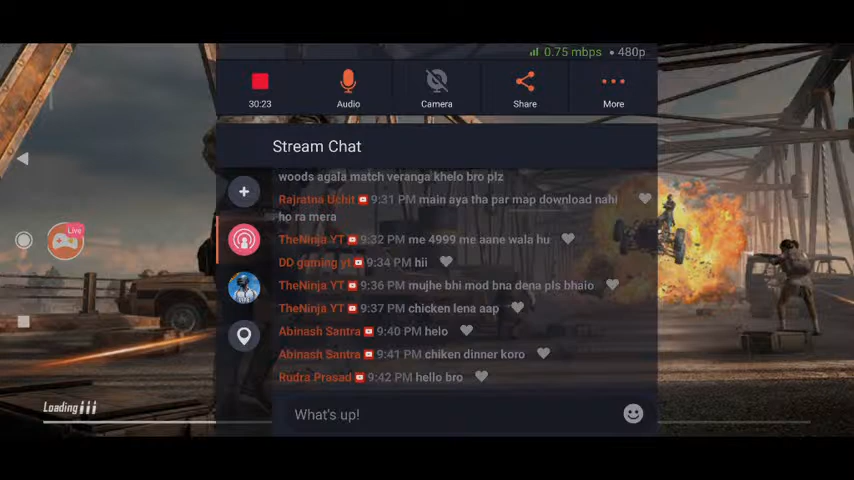 0.75 mbps • 480p
30:23
Audio
Camera
Share
More
Stream Chat
woods agala match veranga khelo bro plz
Rajratna Uchit 9:31 PM main aya tha par map download nahi
ho ra mera
TheNinja YT 9:32 PM me 4999 me aane wala hu
DD gaming yt 9:34 PM hii
TheNinja YT 9:36 PM mujhe bhi mod bna dena pls bhaio
TheNinja YT 9:37 PM chicken lena aap
Abinash Santra 9:40 PM helo
Abinash Santra 9:41 PM chiken dinner koro
Rudra Prasad 9:42 PM hello bro
What's up!
Live
Loading